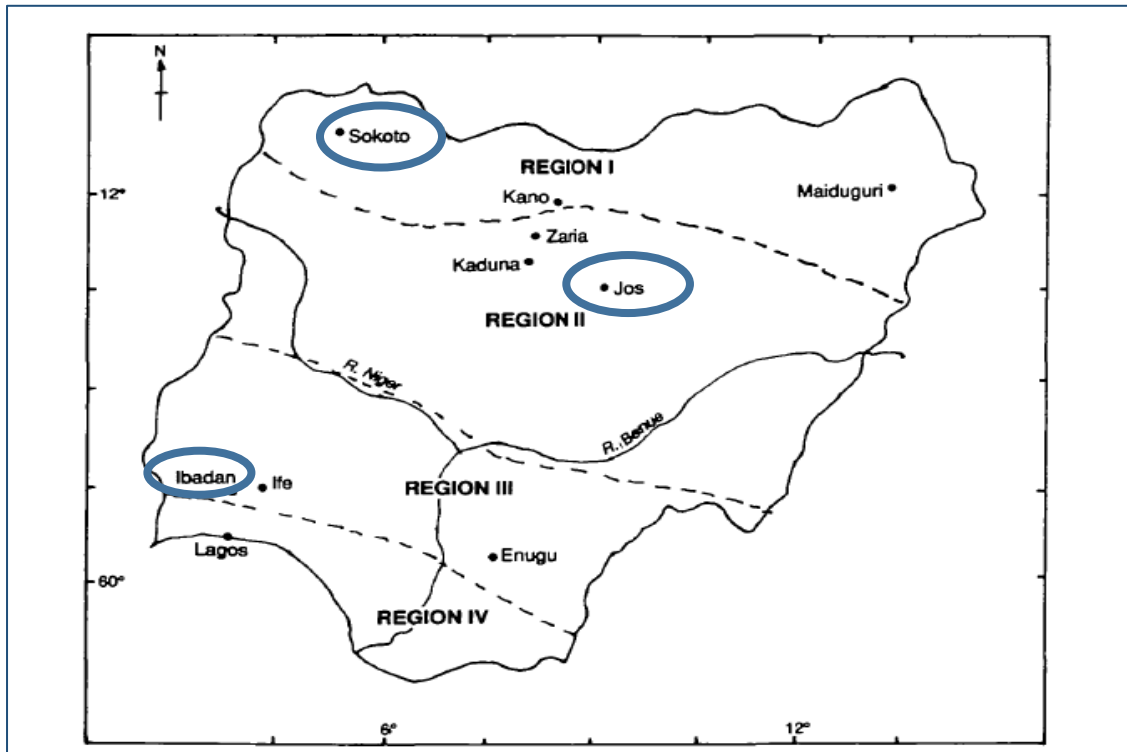 N
Sokoto
REGION I
12°
Kano
Maiduguri
Zaria
Kaduna
Jos
REGION II
R. Niger
R. Benue
Ibadan
Ife
REGION III
Lagos
Enugu
60°
REGION IV
6°
12°